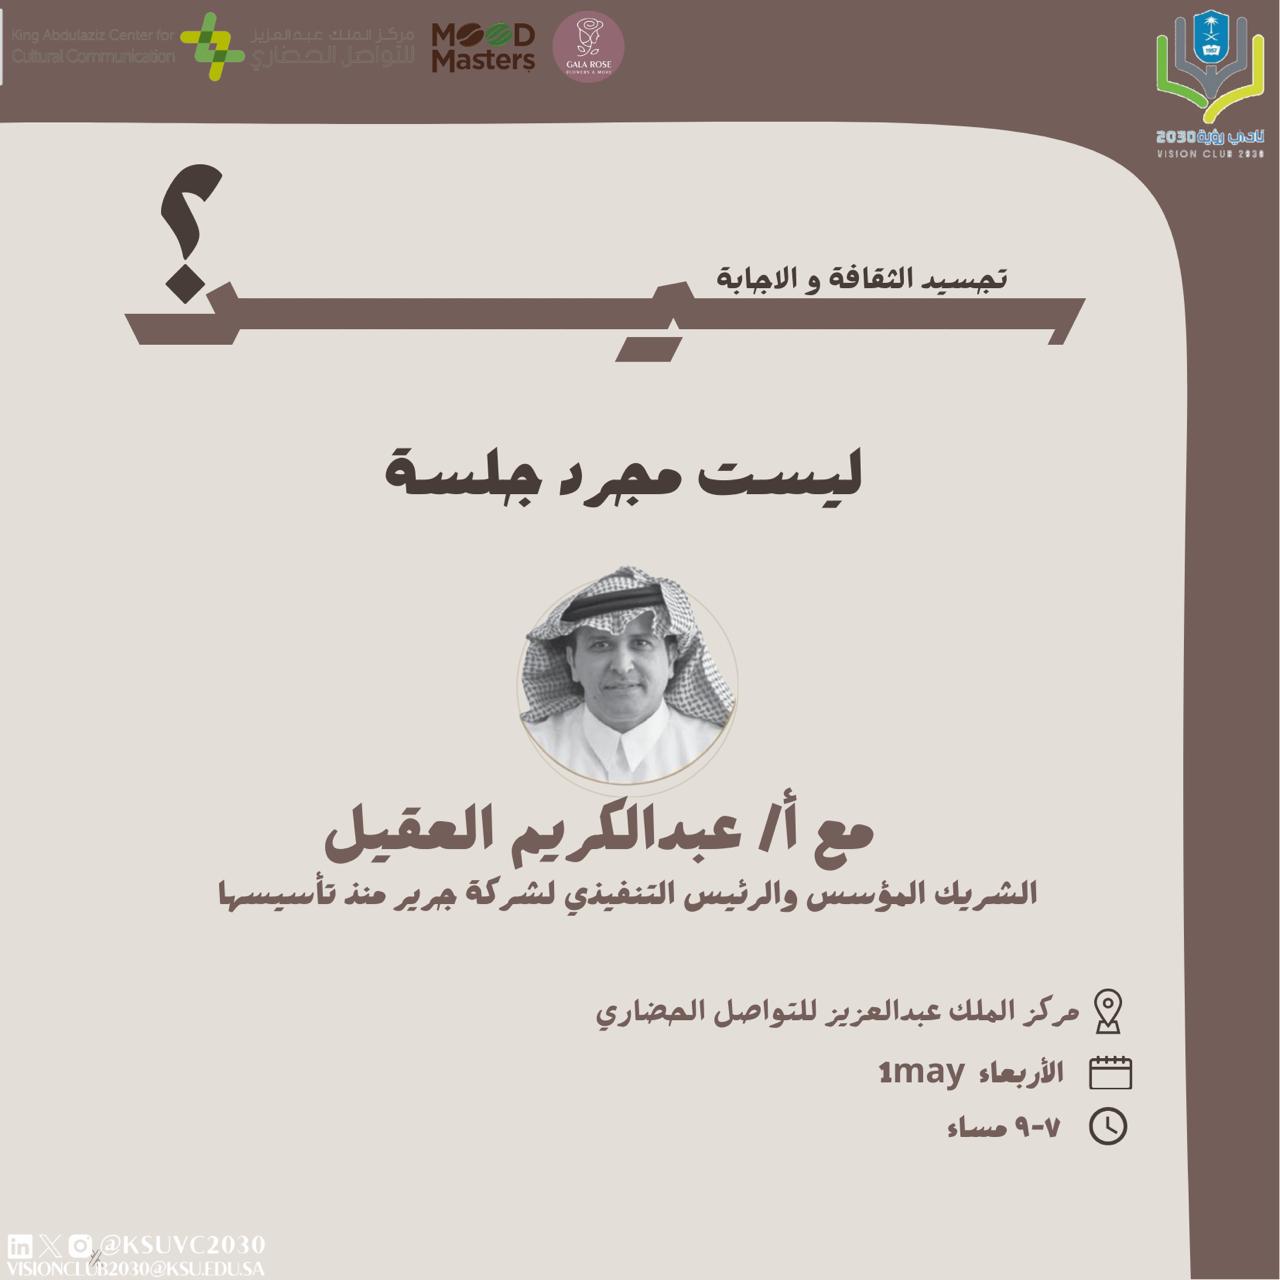 King Abdulaziz Center for
Cultural Communication
مركز الملك عبدالعزيز
للتواصل الحضاري
MOOD
Masters
GALA ROSE
FLOWERS & MORE
نادي رؤية 2030
VISION CLUB 2030
؟
تجسيد الثقافة و الاجابة
ليست مجرد جلسة
مع أ/ عبدالكريم العقيل
الشريك المؤسس والرئيس التنفيذي لشركة جرير منذ تأسيسها
مركز الملك عبدالعزيز للتواصل الحضاري
الأربعاء 1may
٧-٩ مساء
@KSUVC2030
VISIONCLUB2030@KSU.EDU.SA